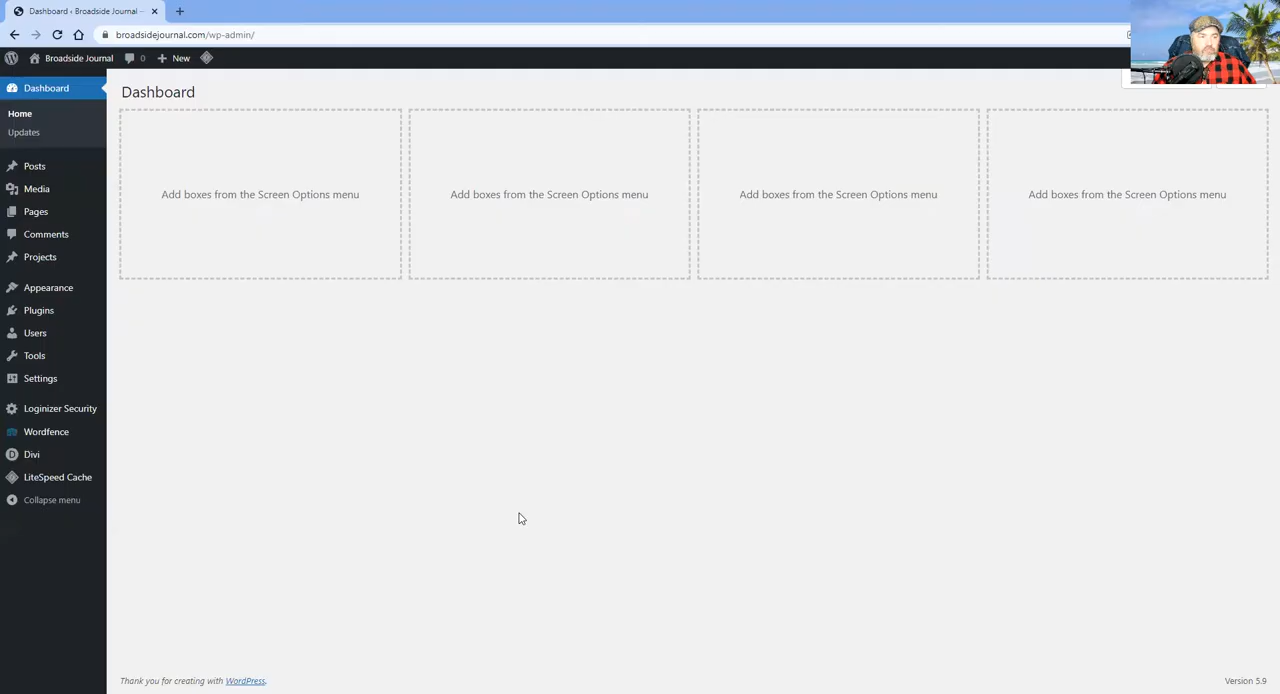 Dashboard ‹ Broadside Journal –
broadsidejournal.com/wp-admin/
Broadside Journal 0 New
Dashboard
Home
Updates
Posts
Media
Pages
Comments
Projects
Appearance
Plugins
Users
Tools
Settings
Loginizer Security
Wordfence
Divi
LiteSpeed Cache
Collapse menu
Dashboard
Add boxes from the Screen Options menu
Add boxes from the Screen Options menu
Add boxes from the Screen Options menu
Add boxes from the Screen Options menu
Thank you for creating with WordPress.
Version 5.9